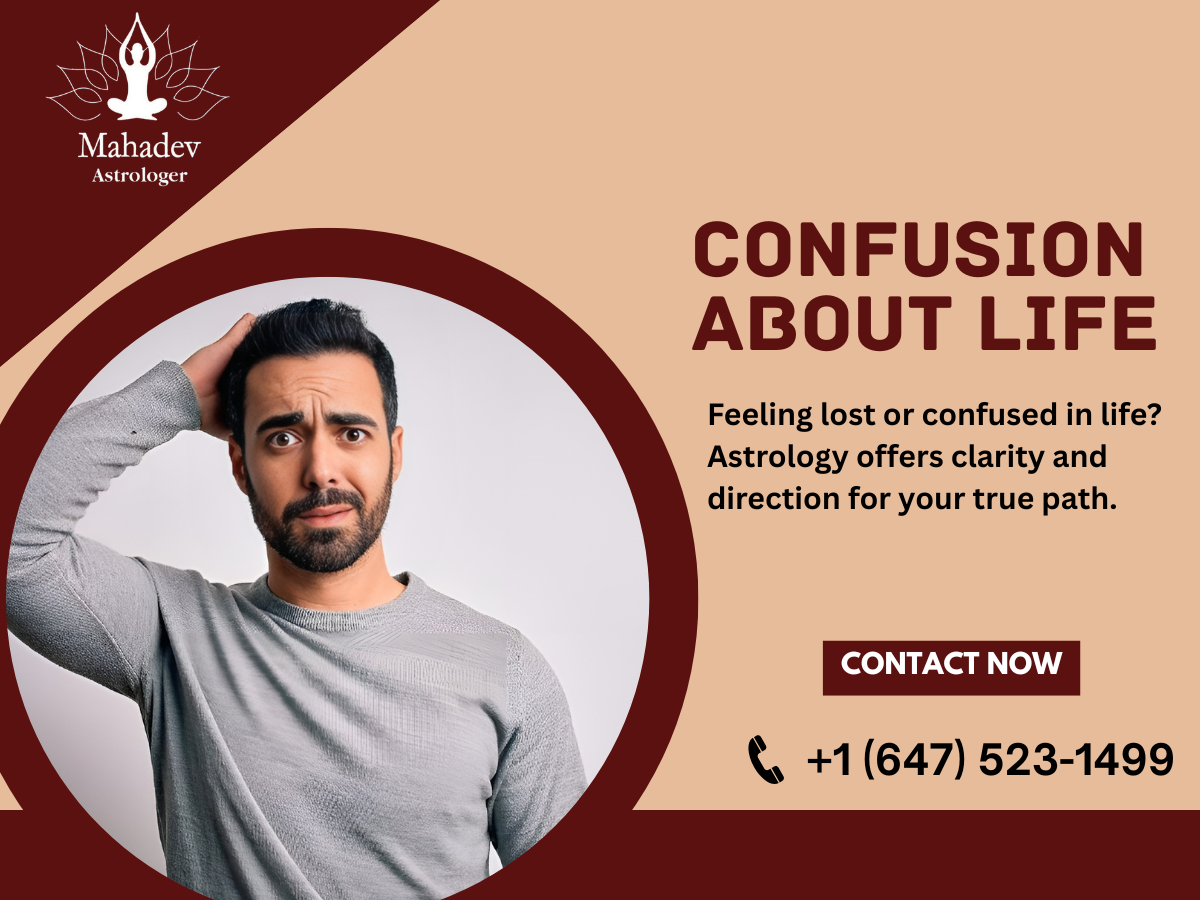 Mahadev
Astrologer
CONFUSION
ABOUT LIFE
Feeling lost or confused in life?
Astrology offers clarity and
direction for your true path.
CONTACT NOW
+1 (647) 523-1499